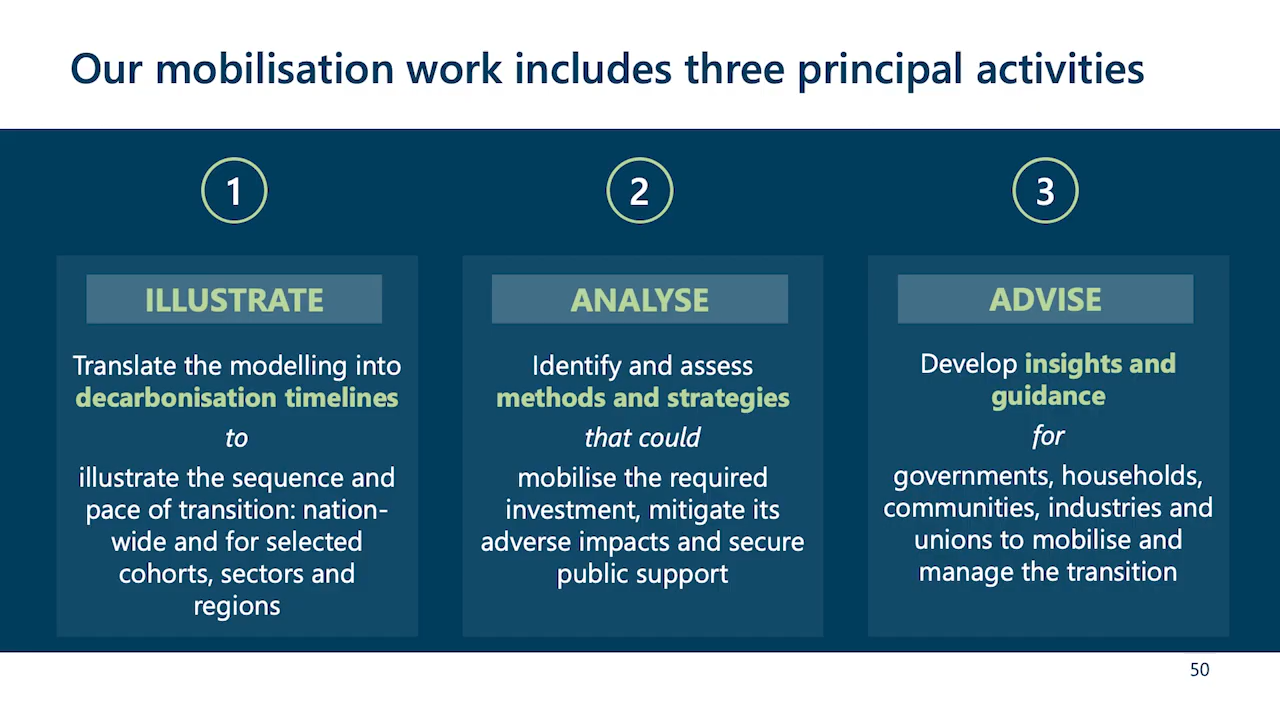 Our mobilisation work includes three principal activities
1
ILLUSTRATE
Translate the modelling into
decarbonisation timelines
to
illustrate the sequence and
pace of transition: nation-
wide and for selected
cohorts, sectors and
regions
2
ANALYSE
Identify and assess
methods and strategies
that could
mobilise the required
investment, mitigate its
adverse impacts and secure
public support
3
ADVISE
Develop insights and
guidance
for
governments, households,
communities, industries and
unions to mobilise and
manage the transition
50